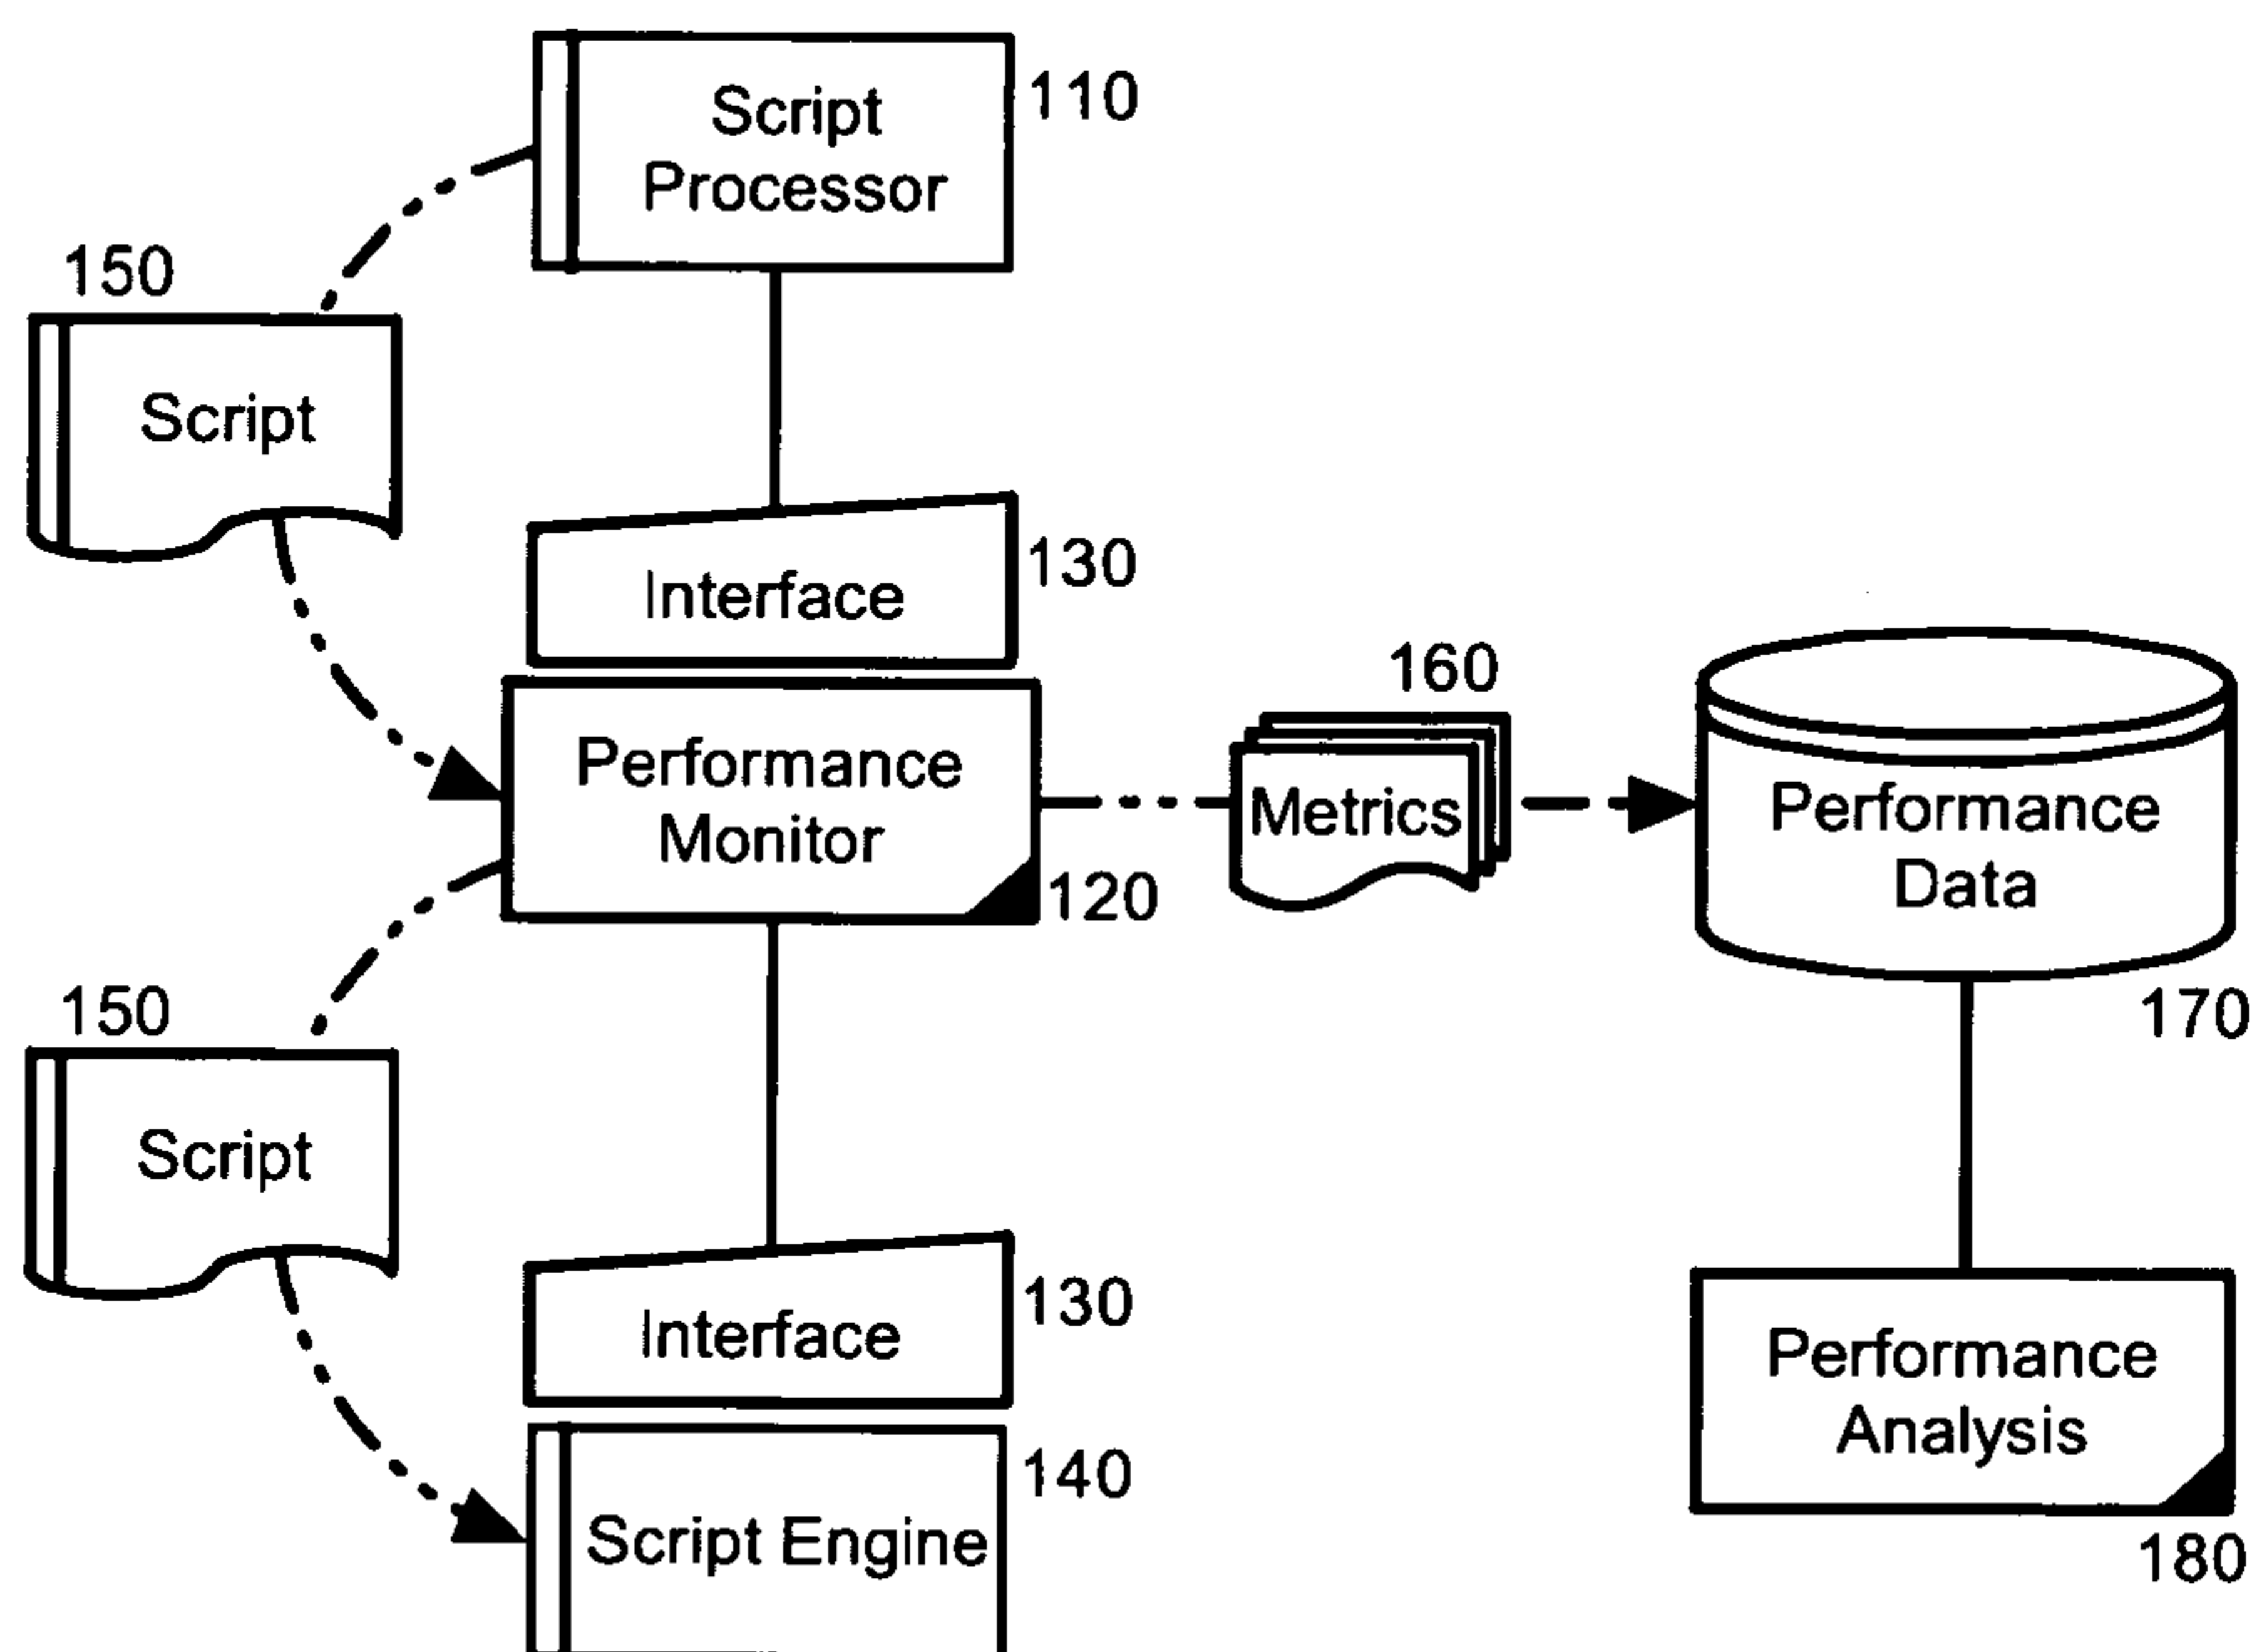 Script
Processor
110
150
Script
Interface
130
Performance
Monitor
120
160
Metrics
Performance
Data
170
150
Script
Interface
130
Script Engine
140
Performance
Analysis
180